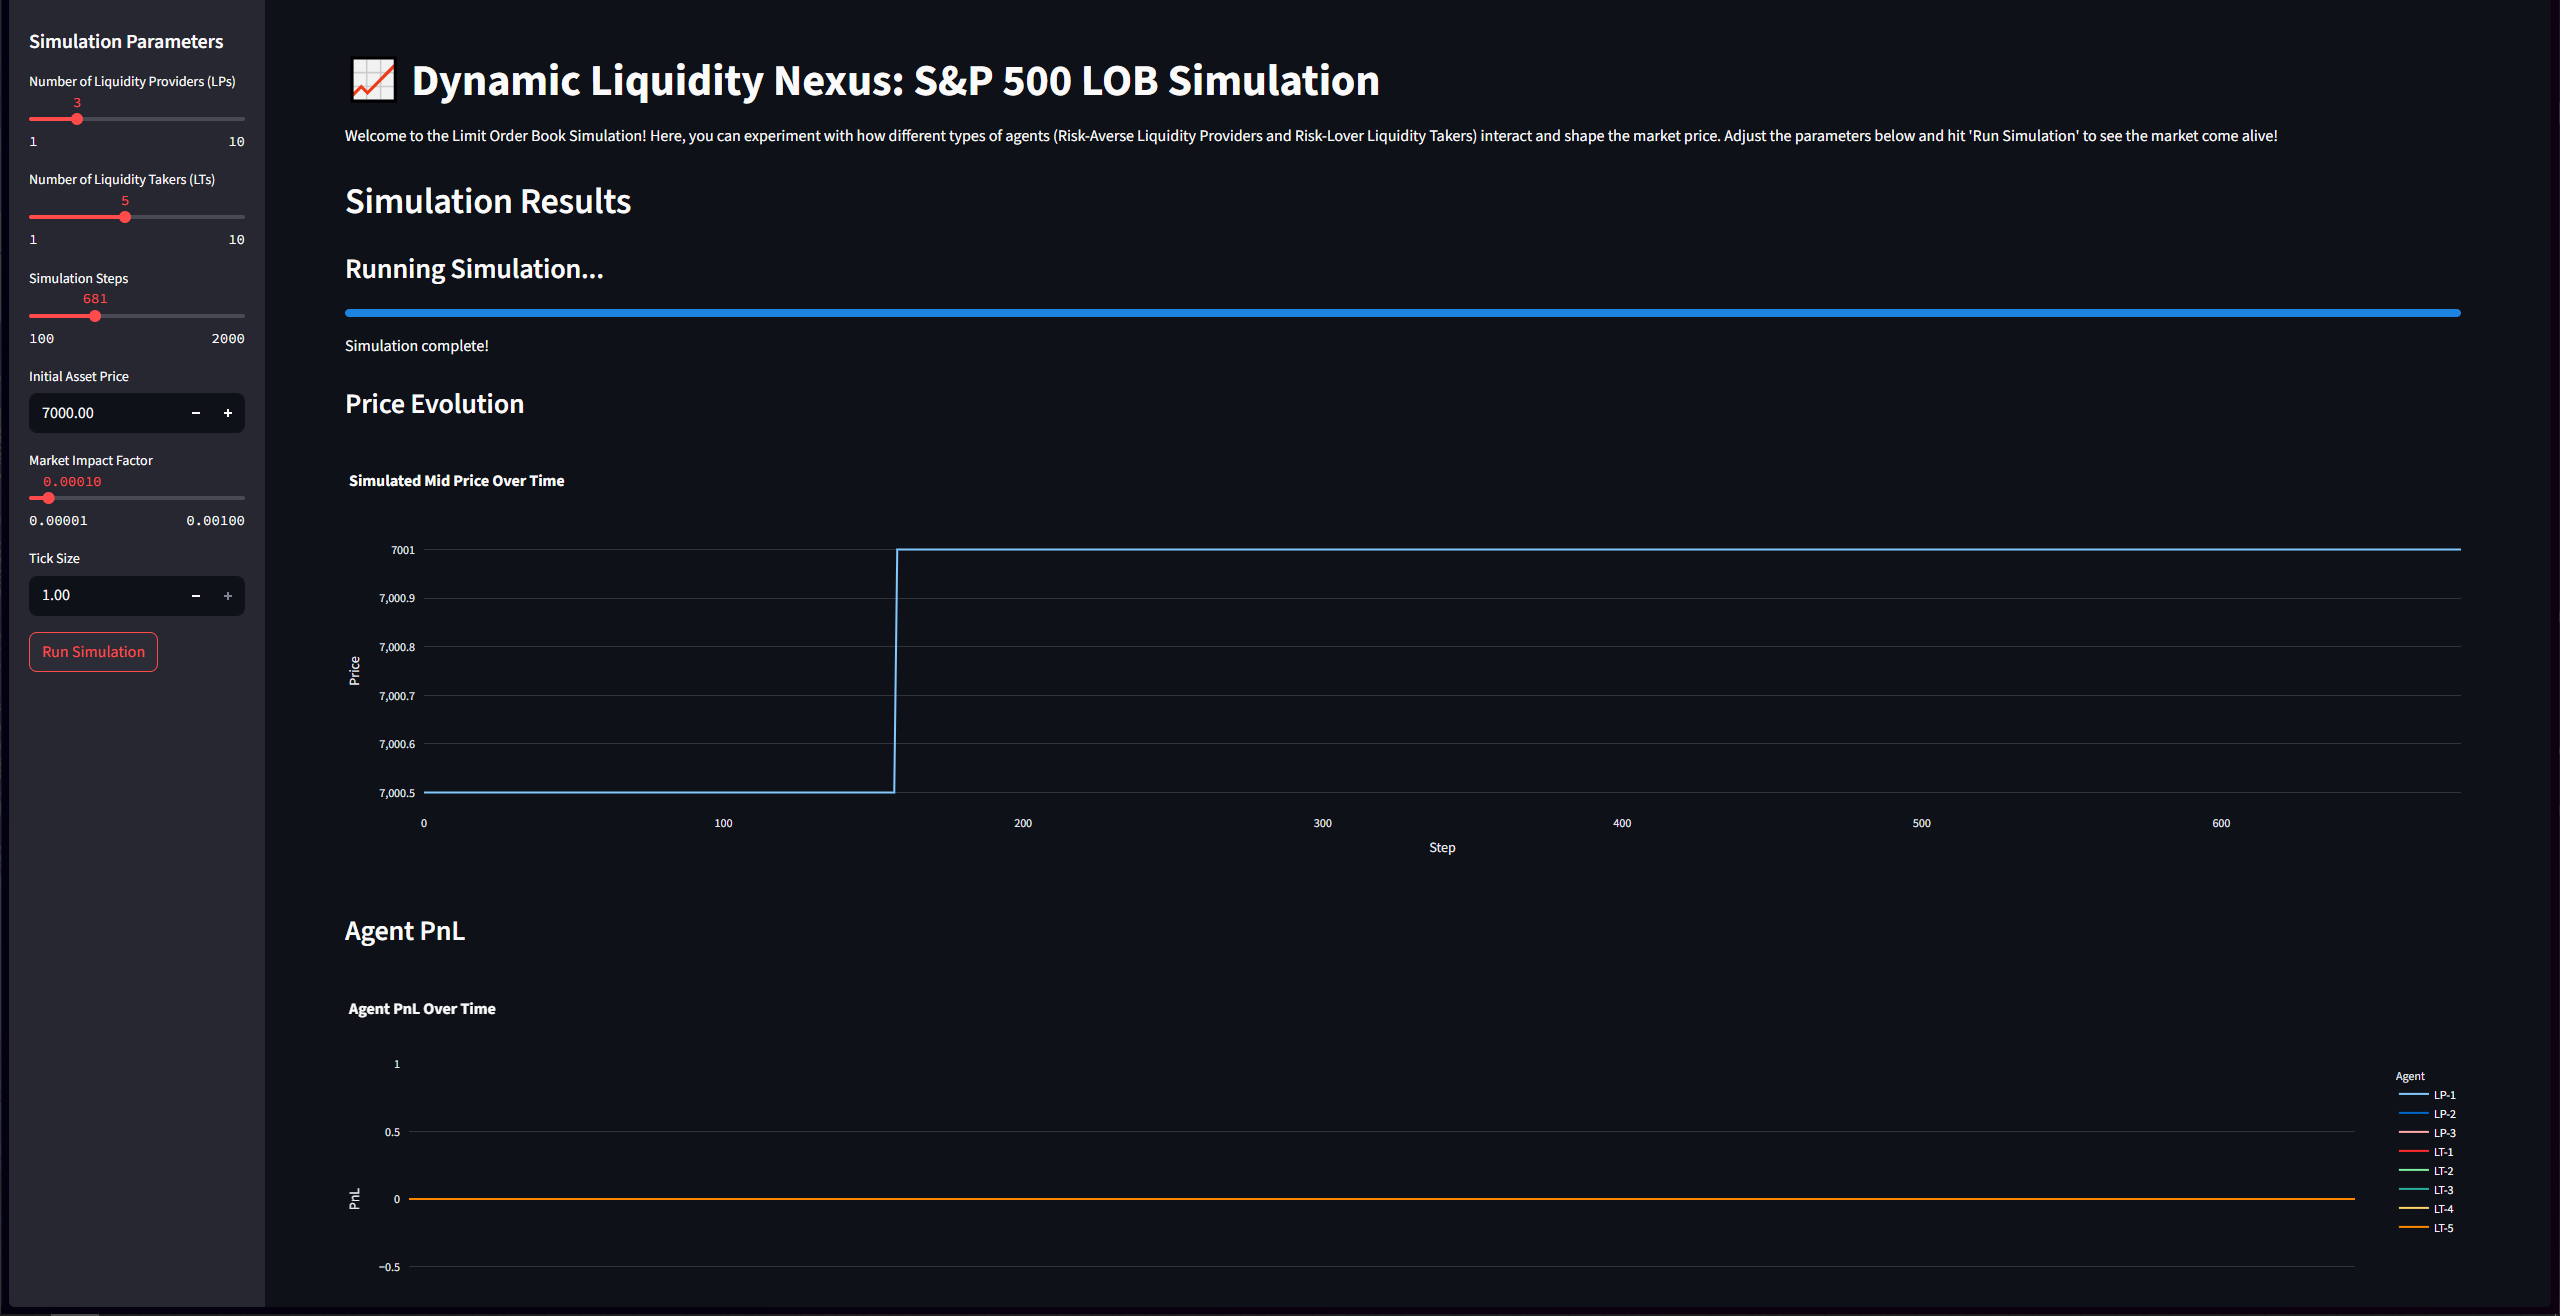 Simulation Parameters
Number of Liquidity Providers (LPs)
3
1 10
Number of Liquidity Takers (LTs)
5
1 10
Simulation Steps
681
100 2000
Initial Asset Price
7000.00 − +
Market Impact Factor
0.00010
0.00001 0.00100
Tick Size
1.00 − +
Run Simulation
Dynamic Liquidity Nexus: S&P 500 LOB Simulation
Welcome to the Limit Order Book Simulation! Here, you can experiment with how different types of agents (Risk-Averse Liquidity Providers and Risk-Lover Liquidity Takers) interact and shape the market price. Adjust the parameters below and hit 'Run Simulation' to see the market come alive!
Simulation Results
Running Simulation...
Simulation complete!
Price Evolution
Simulated Mid Price Over Time
7001
7,000.9
7,000.8
7,000.7
7,000.6
7,000.5
Price
0 100 200 300 400 500 600
Step
Agent PnL
Agent PnL Over Time
1
0.5
0
−0.5
PnL
Agent
LP-1
LP-2
LP-3
LT-1
LT-2
LT-3
LT-4
LT-5